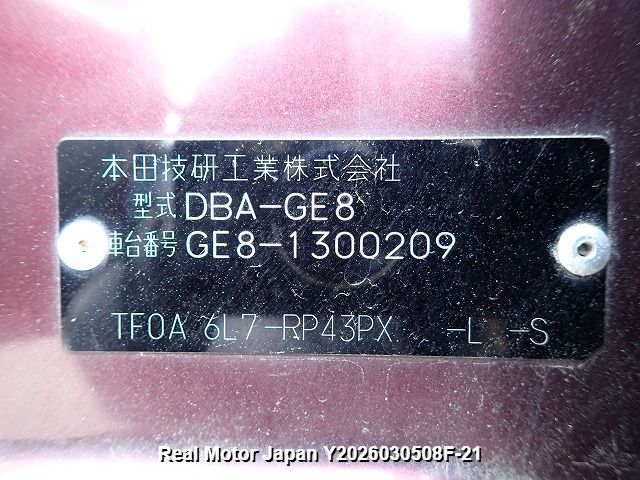 本田技研工業株式会社
型式 DBA-GE8
車台番号 GE8-1300209
TF0A 6L7-RP43PX -L -S
Real Motor Japan Y2026030508F-21